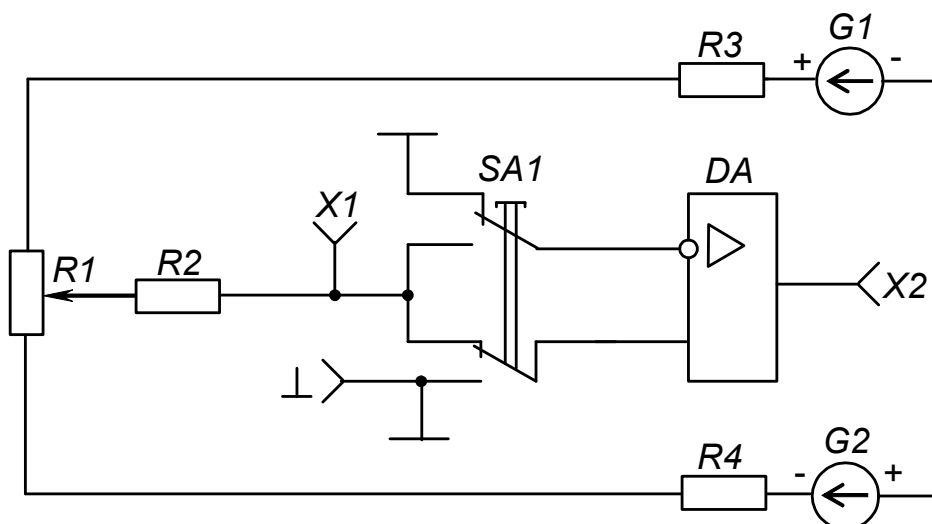 G1
R3
+ -
SA1
DA
X1
R1
R2
X2
⊥
G2
R4
- +